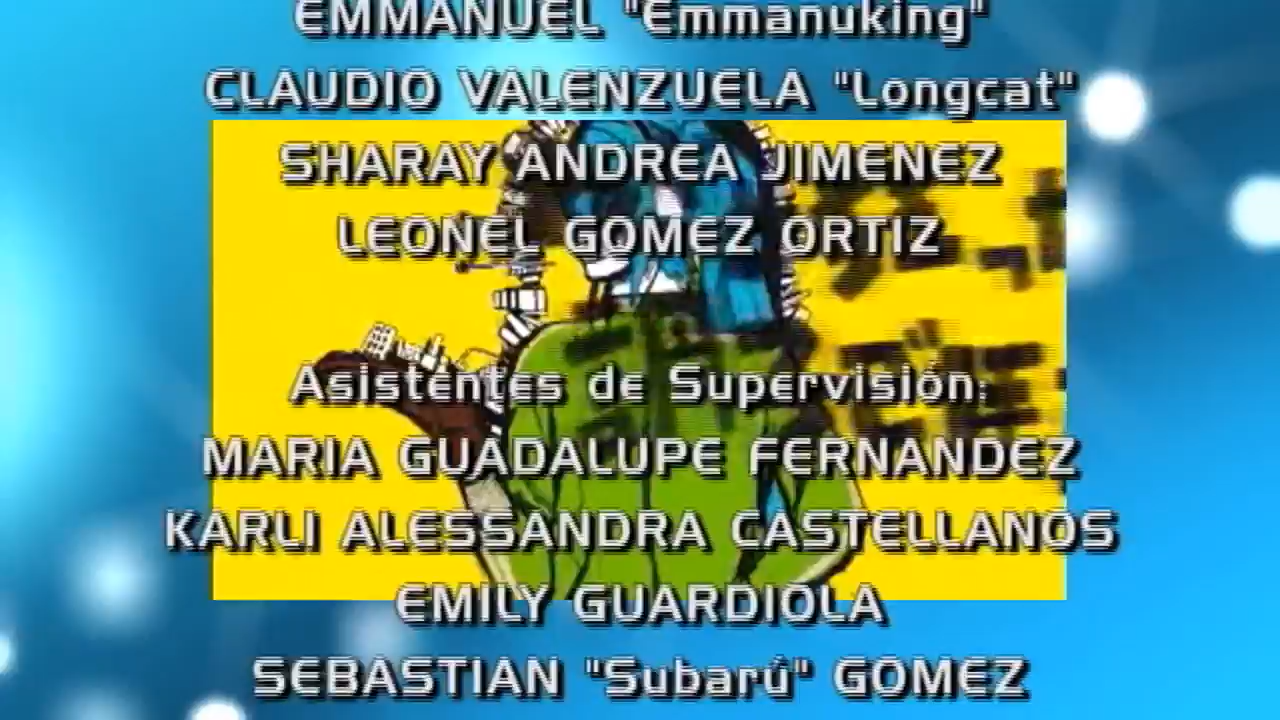 EMMANUEL "Emmanuking"
CLAUDIO VALENZUELA "Longcat"
SHARAY ANDREA JIMENEZ
LEONEL GOMEZ ORTIZ
Asistentes de Supervisión:
MARIA GUADALUPE FERNANDEZ
KARLI ALESSANDRA CASTELLANOS
EMILY GUARDIOLA
SEBASTIAN "Subarú" GOMEZ